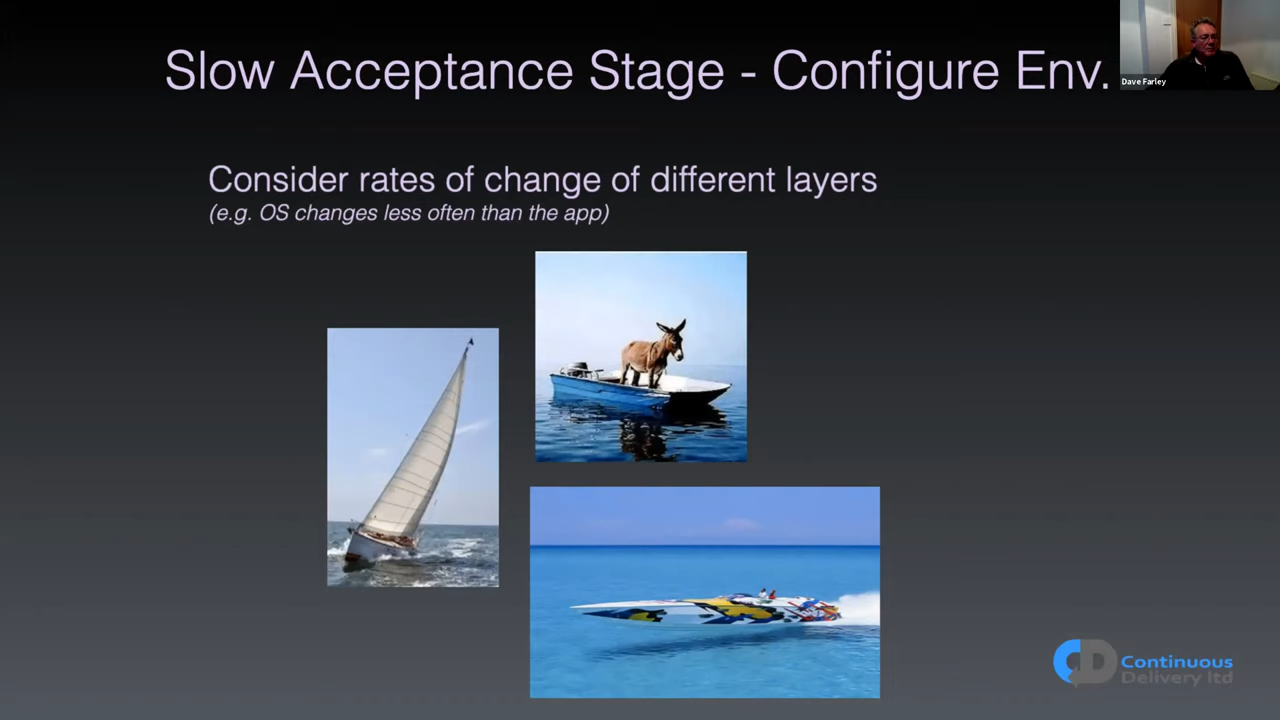 Slow Acceptance Stage - Configure Env.
Dave Farley
Consider rates of change of different layers
(e.g. OS changes less often than the app)
CD
Continuous
Delivery ltd